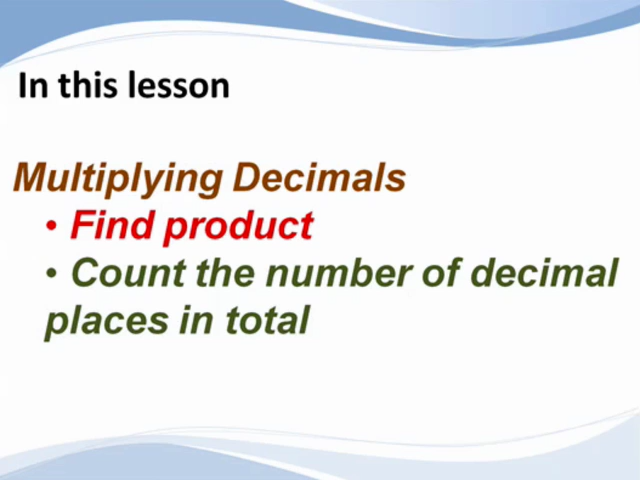 In this lesson
Multiplying Decimals
• Find product
• Count the number of decimal
places in total